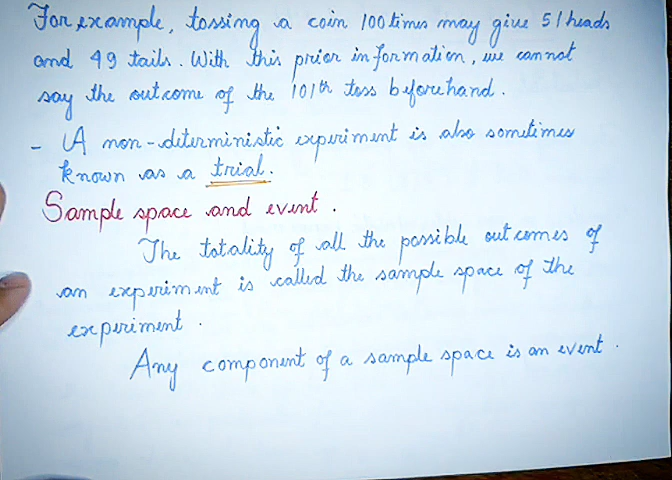 For example, tossing a coin 100 times may give 51 heads
and 49 tails. With this prior information, we cannot
say the outcome of the 101th toss beforehand.
- A non-deterministic experiment is also sometimes
known as a trial.
Sample space and event.
The totality of all the possible outcomes of
an experiment is called the sample space of the
experiment.
Any component of a sample space is an event.